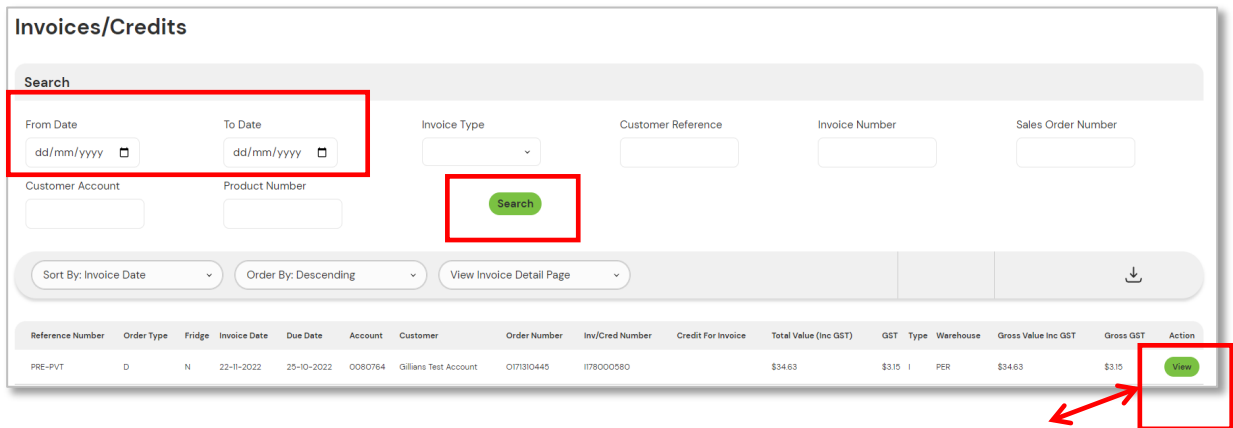 Invoices/Credits
Search
From Date To Date Invoice Type Customer Reference Invoice Number Sales Order Number
dd/mm/yyyy dd/mm/yyyy
Customer Account Product Number
Search
Sort By: Invoice Date Order By: Descending View Invoice Detail Page
Reference Number Order Type Fridge Invoice Date Due Date Account Customer Order Number Inv/Cred Number Credit For Invoice Total Value (Inc GST) GST Type Warehouse Gross Value Inc GST Gross GST Action
PRE-PVT D N 22-11-2022 25-10-2022 0080764 Gillians Test Account O171310445 I178000580 $34.63 $3.15 I PER $34.63 $3.15 View